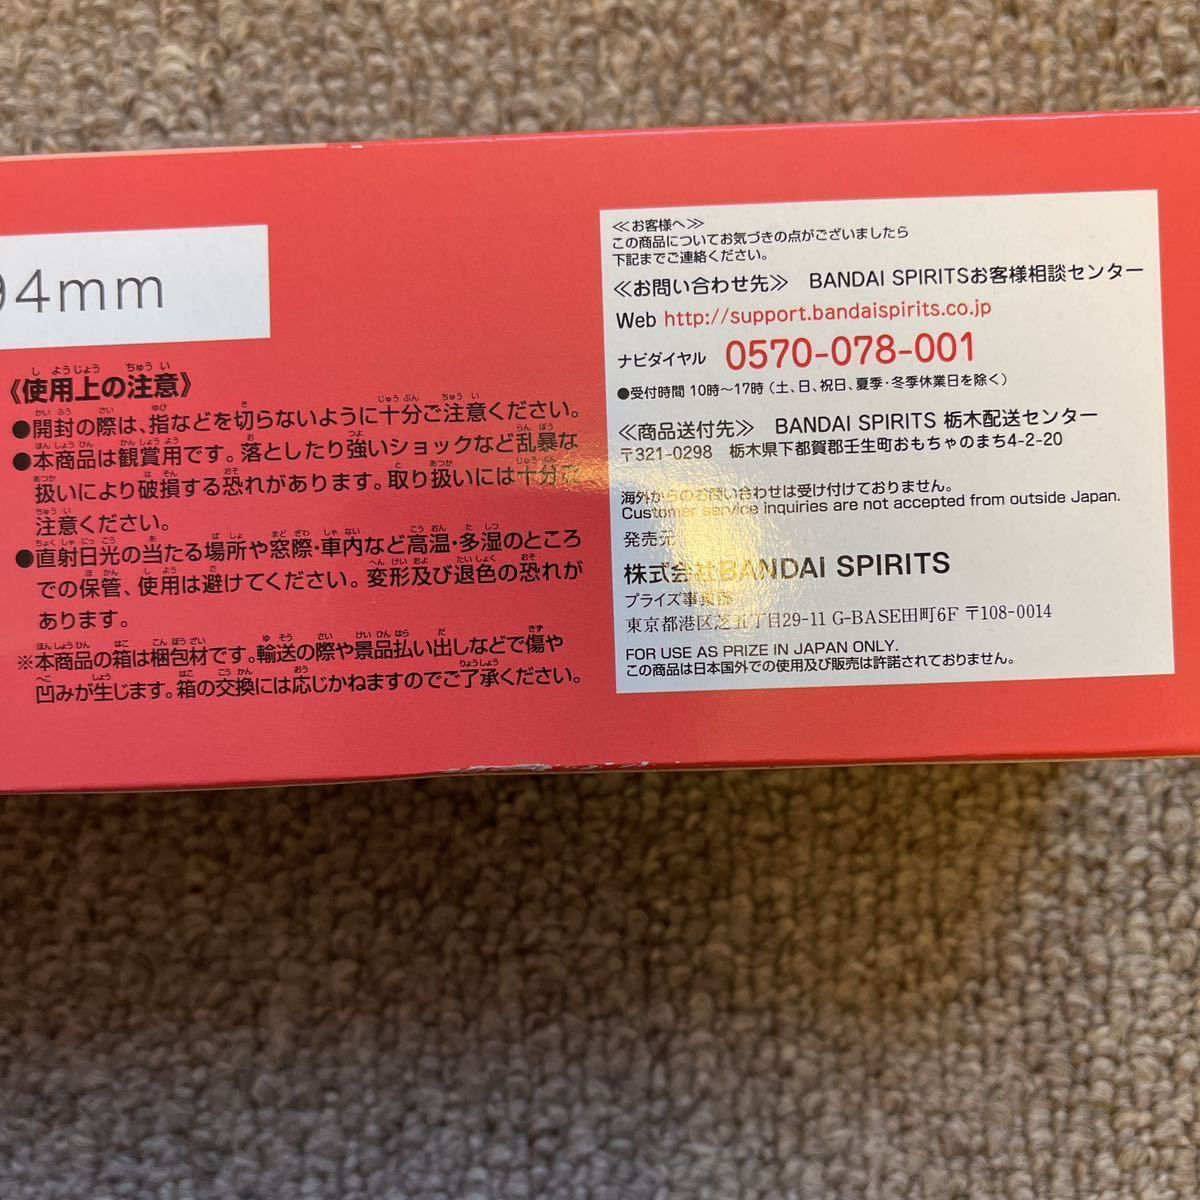 94mm
《使用上の注意》
●開封の際は、指などを切らないように十分ご注意ください。
●本商品は観賞用です。落としたり強いショックなど乱暴な
扱いにより破損する恐れがあります。取り扱いには十分ご
注意ください。
●直射日光の当たる場所や窓際・車内など高温・多湿のところ
での保管、使用は避けてください。変形及び退色の恐れが
あります。
※本商品の箱は梱包材です。輸送の際や景品払い出しなどで傷や
凹みが生じます。箱の交換には応じかねますのでご了承ください。
≪お客様へ≫
この商品についてお気づきの点がございましたら
下記までご連絡ください。
≪お問い合わせ先≫ BANDAI SPIRITSお客様相談センター
Web http://support.bandaispirits.co.jp
ナビダイヤル 0570-078-001
●受付時間 10時～17時（土、日、祝日、夏季・冬季休業日を除く）
≪商品送付先≫ BANDAI SPIRITS 栃木配送センター
〒321-0298 栃木県下都賀郡壬生町おもちゃのまち4-2-20
海外からのお問い合わせは受け付けておりません。
Customer service inquiries are not accepted from outside Japan.
発売元
株式会社BANDAI SPIRITS
プライズ事業部
東京都港区芝五丁目29-11 G-BASE田町6F 〒108-0014
FOR USE AS PRIZE IN JAPAN ONLY.
この商品は日本国外での使用及び販売は許諾されておりません。